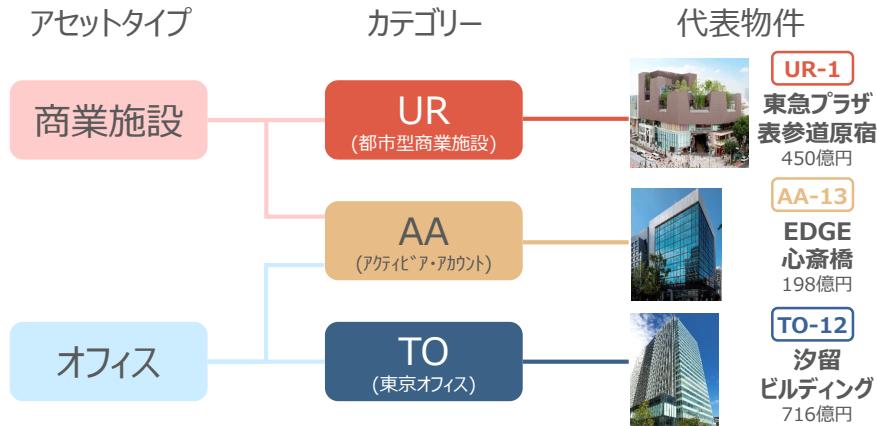 アセットタイプ
カテゴリー
代表物件
商業施設
UR
(都市型商業施設)
UR-1
東急プラザ
表参道原宿
450億円
AA
(ｱｸﾃｨﾋﾞｱ・ｱｶｳﾝﾄ)
AA-13
EDGE
心斎橋
198億円
オフィス
TO
(東京オフィス)
TO-12
汐留
ビルディング
716億円